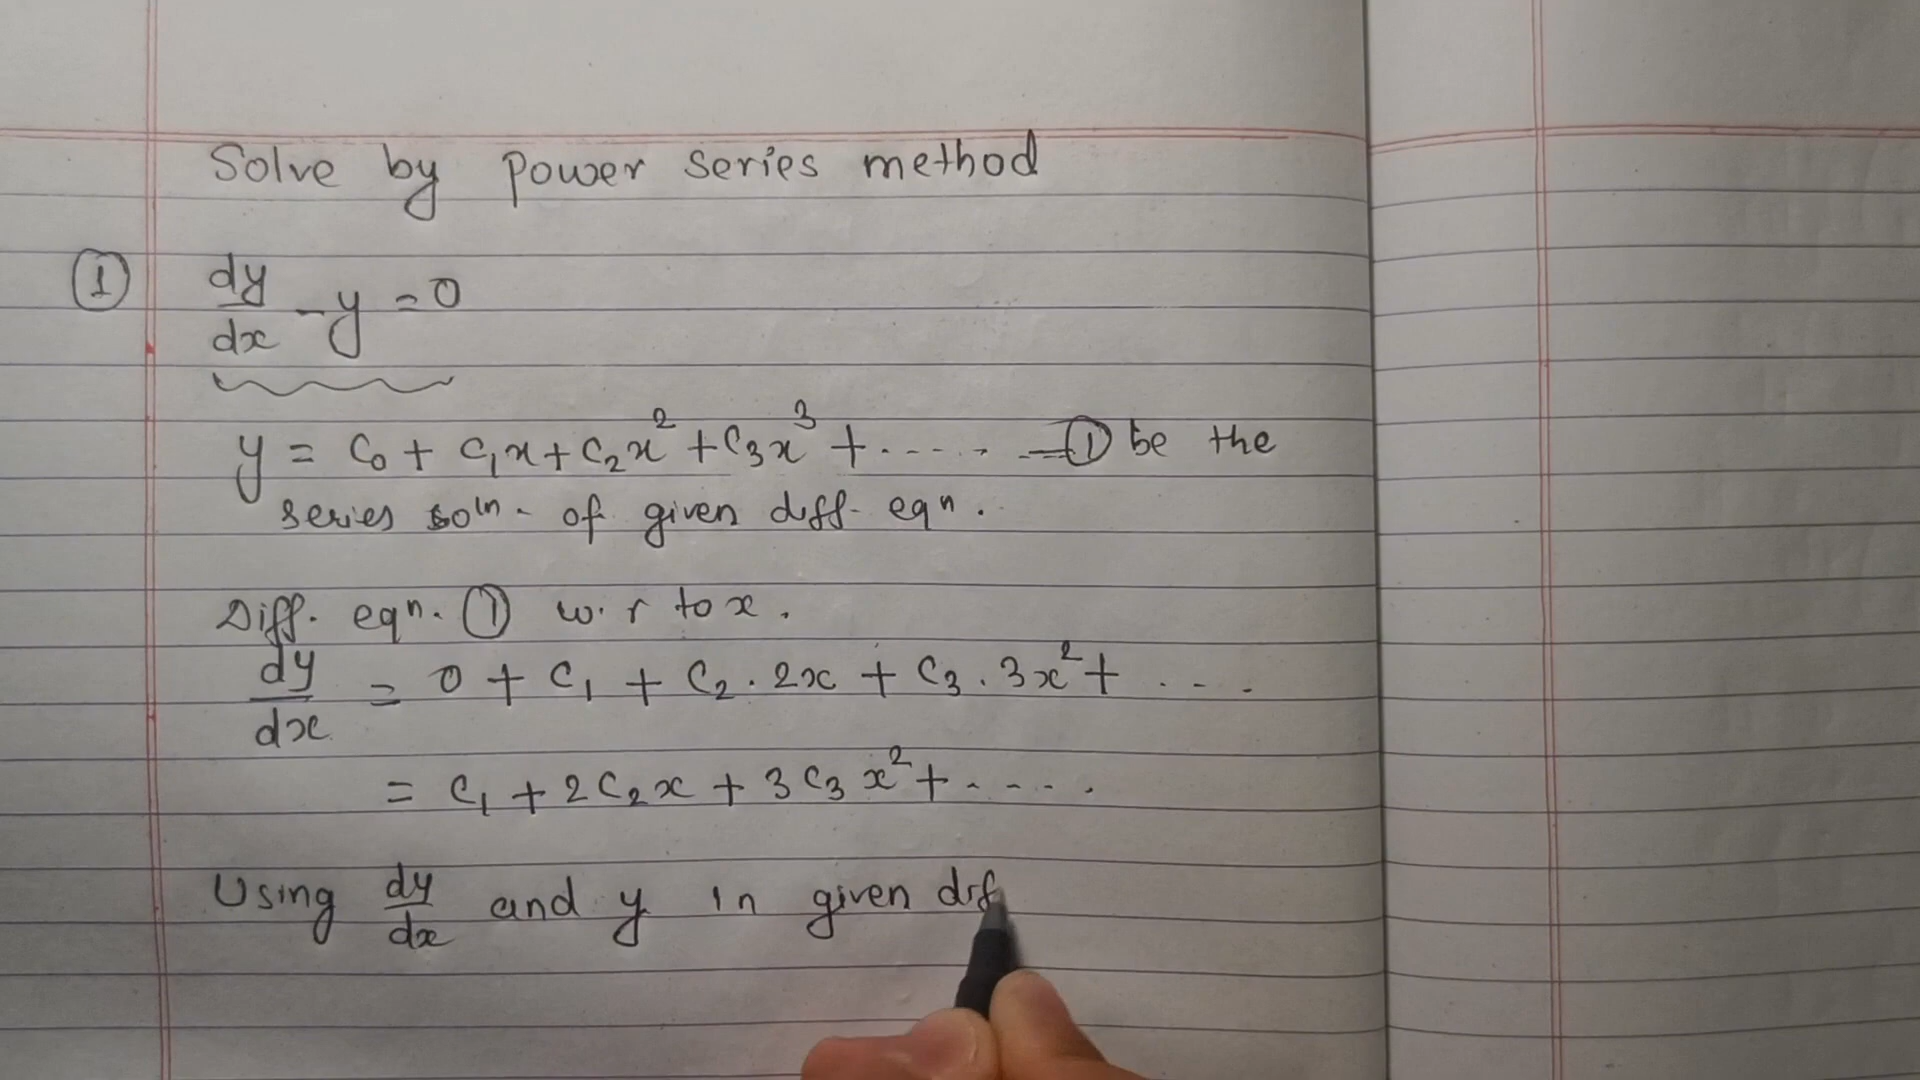 Solve by power series method
① dy/dx - y = 0
y = c₀ + c₁x + c₂x² + c₃x³ + ..... —① be the
series soln. of given diff. eqn.
Diff. eqn. ① w.r to x.
dy/dx = 0 + c₁ + c₂ . 2x + c₃ . 3x² + ....
= c₁ + 2c₂x + 3c₃x² + .....
Using dy/dx and y in given dif